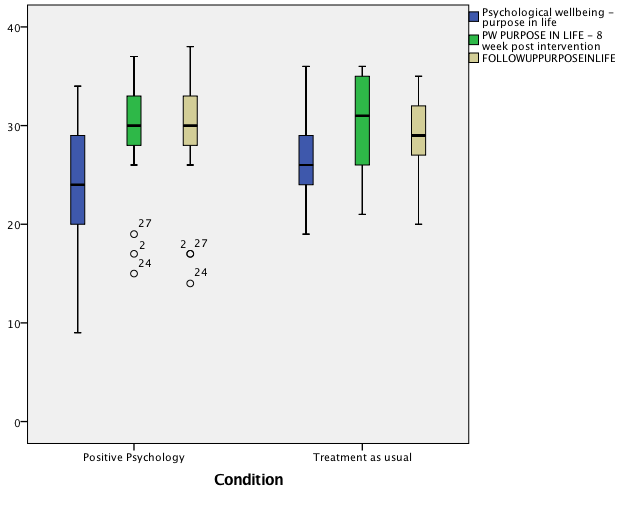 Psychological wellbeing -
purpose in life
PW PURPOSE IN LIFE - 8
week post intervention
FOLLOWUPPURPOSEINLIFE
40
30
20
10
0
27
2
24
2 27
24
Positive Psychology
Treatment as usual
Condition